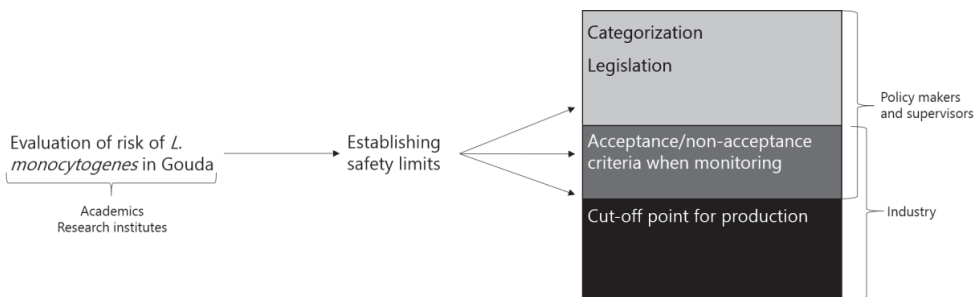 Evaluation of risk of L.
monocytogenes in Gouda
Academics
Research institutes
Establishing
safety limits
Categorization
Legislation
Acceptance/non-acceptance
criteria when monitoring
Cut-off point for production
Policy makers
and supervisors
Industry